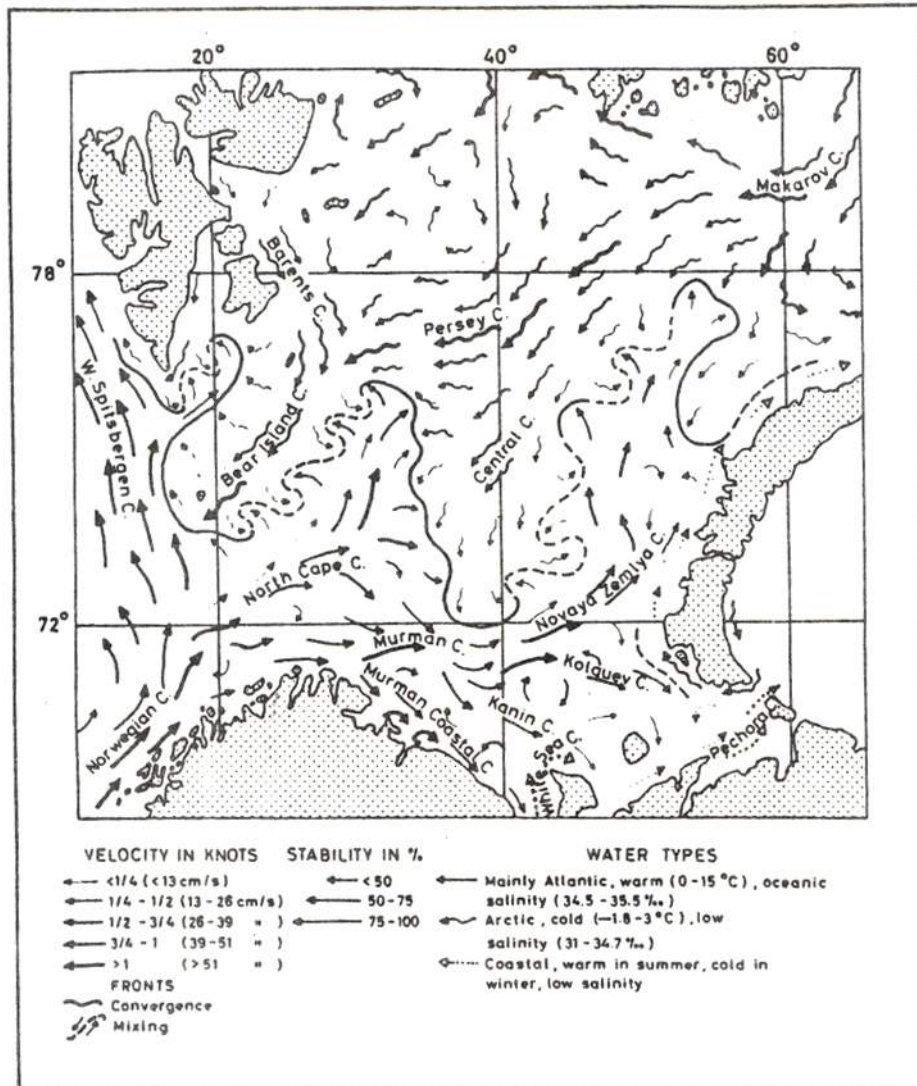 20° 40° 60°
Makarov C.
78°
Barents C.
Persey C.
W. Spitsbergen C.
Bear Island C.
Central C.
North Cape C.
Novaya Zemlya C.
72°
Murman C.
Kolguev C.
Murman Coastal C.
Kanin C.
Norwegian C.
White Sea C.
Pechora
VELOCITY IN KNOTS STABILITY IN % WATER TYPES
<1/4 (<13 cm/s) <50 Mainly Atlantic, warm (0-15 °C), oceanic
1/4 - 1/2 (13 - 26 cm/s) 50-75 salinity (34.5 - 35.5 ‰)
1/2 - 3/4 (26-39 " ) 75-100 Arctic, cold (-1.8 - 3 °C), low
3/4 - 1 (39-51 " ) salinity (31 - 34.7 ‰)
>1 (>51 " ) Coastal, warm in summer, cold in
FRONTS winter, low salinity
Convergence
Mixing